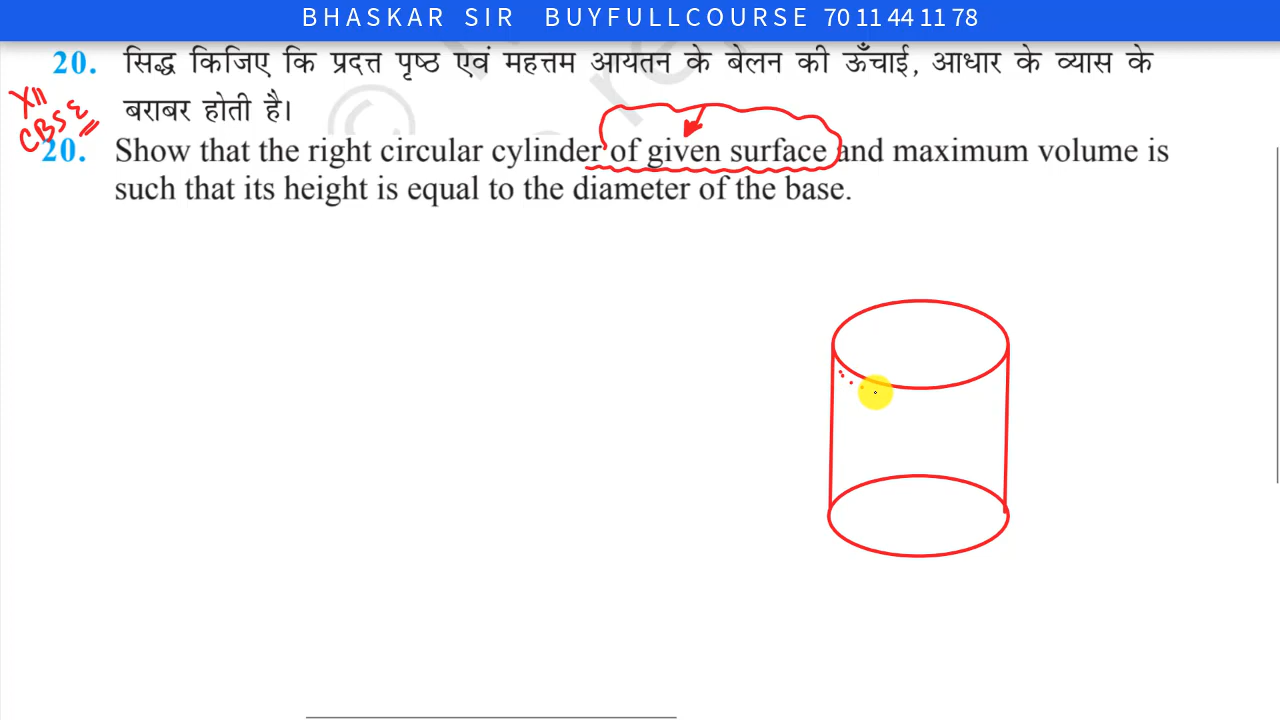 BHASKAR SIR BUYFULLCOURSE 70 11 44 11 78
20. सिद्ध किजिए कि प्रदत्त पृष्ठ एवं महत्तम आयतन के बेलन की ऊँचाई, आधार के व्यास के
बराबर होती है।
XII
CBSE
20. Show that the right circular cylinder of given surface and maximum volume is
such that its height is equal to the diameter of the base.